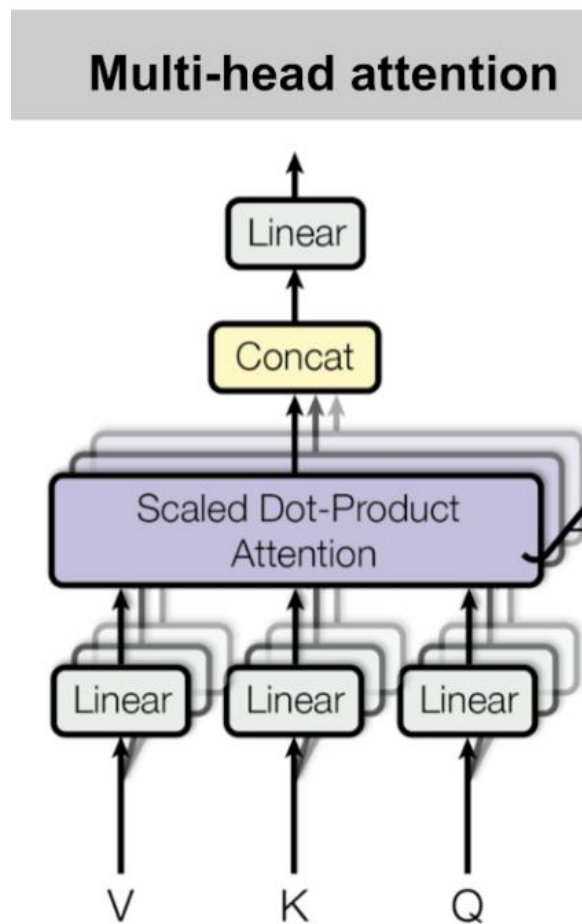 Multi-head attention
Linear
Concat
Scaled Dot-Product
Attention
Linear Linear Linear
V K Q